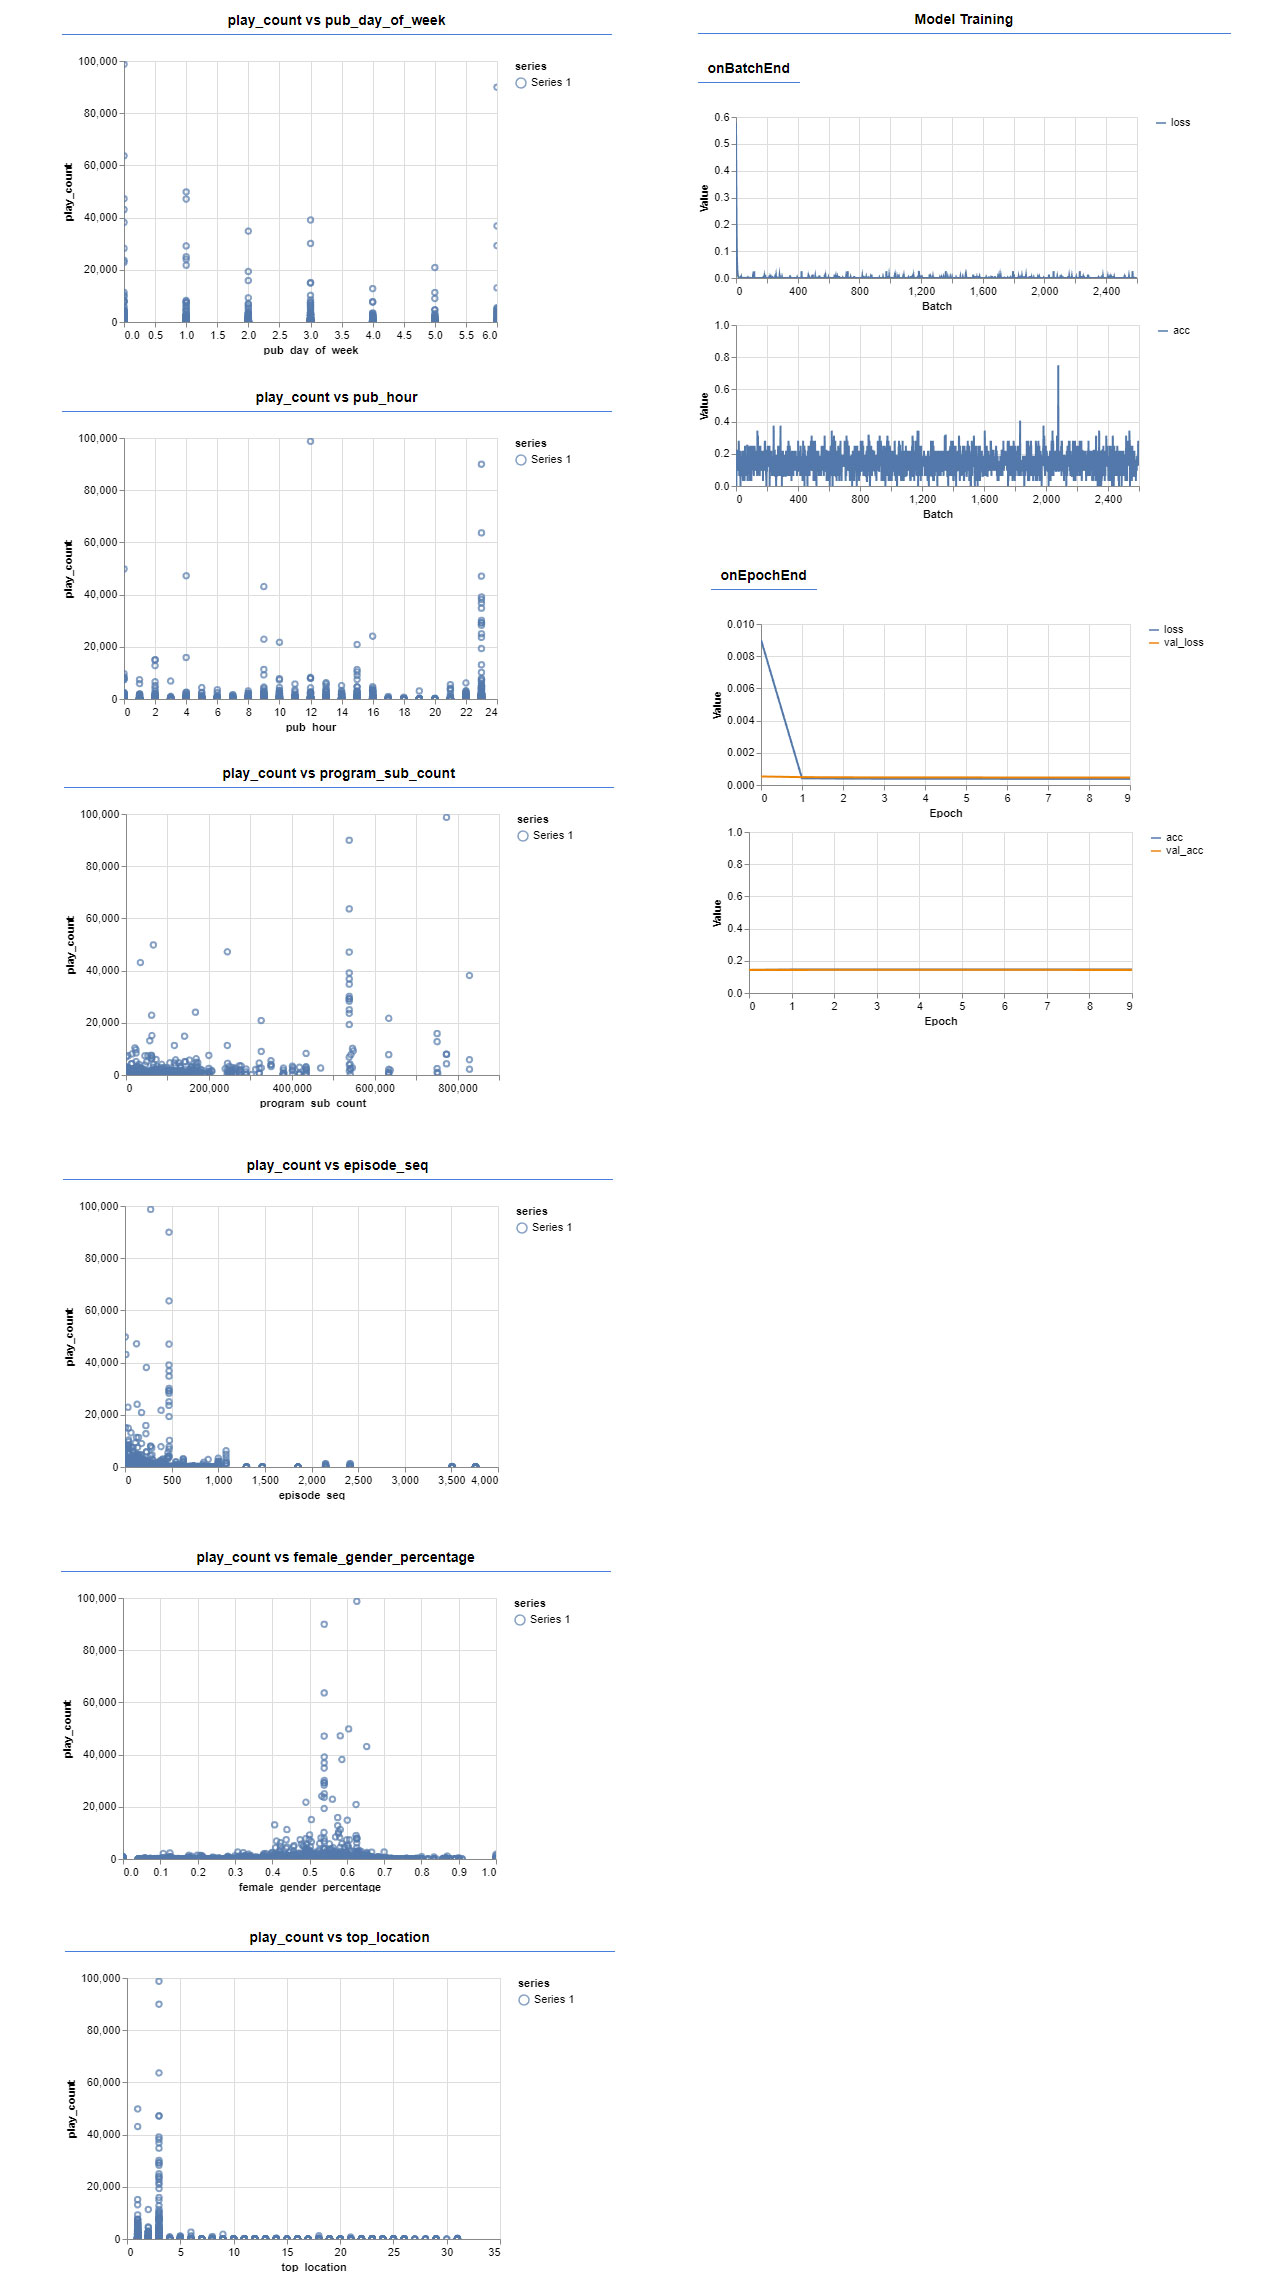 play_count vs pub_day_of_week
series
Series 1
100,000
80,000
60,000
40,000
20,000
0
play_count
0.0 0.5 1.0 1.5 2.0 2.5 3.0 3.5 4.0 4.5 5.0 5.5 6.0
pub_day_of_week
play_count vs pub_hour
series
Series 1
100,000
80,000
60,000
40,000
20,000
0
play_count
0 2 4 6 8 10 12 14 16 18 20 22 24
pub_hour
play_count vs program_sub_count
series
Series 1
100,000
80,000
60,000
40,000
20,000
0
play_count
0 200,000 400,000 600,000 800,000
program_sub_count
play_count vs episode_seq
series
Series 1
100,000
80,000
60,000
40,000
20,000
0
play_count
0 500 1,000 1,500 2,000 2,500 3,000 3,500 4,000
episode_seq
play_count vs female_gender_percentage
series
Series 1
100,000
80,000
60,000
40,000
20,000
0
play_count
0.0 0.1 0.2 0.3 0.4 0.5 0.6 0.7 0.8 0.9 1.0
female_gender_percentage
play_count vs top_location
series
Series 1
100,000
80,000
60,000
40,000
20,000
0
play_count
0 5 10 15 20 25 30 35
top_location
Model Training
onBatchEnd
loss
0.6
0.5
0.4
0.3
0.2
0.1
0.0
Value
0 400 800 1,200 1,600 2,000 2,400
Batch
acc
1.0
0.8
0.6
0.4
0.2
0.0
Value
0 400 800 1,200 1,600 2,000 2,400
Batch
onEpochEnd
loss
val_loss
0.010
0.008
0.006
0.004
0.002
0.000
Value
0 1 2 3 4 5 6 7 8 9
Epoch
acc
val_acc
1.0
0.8
0.6
0.4
0.2
0.0
Value
0 1 2 3 4 5 6 7 8 9
Epoch